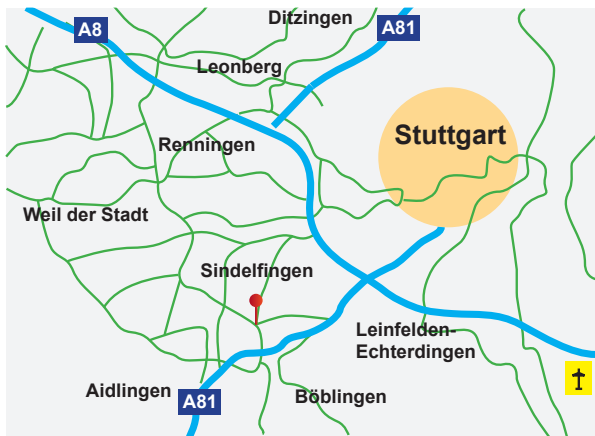 Ditzingen
A8
A81
Leonberg
Stuttgart
Renningen
Weil der Stadt
Sindelfingen
Leinfelden-
Echterdingen
Aidlingen
A81
Böblingen